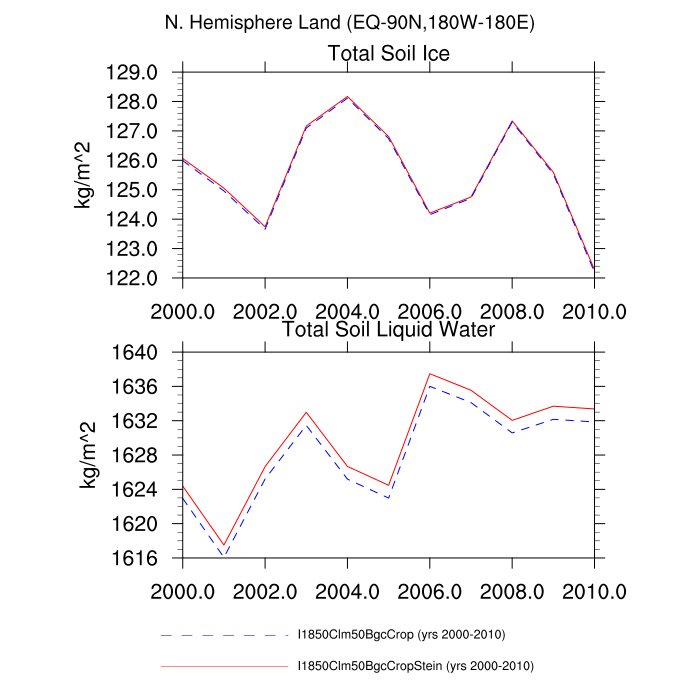 N. Hemisphere Land (EQ-90N,180W-180E)
Total Soil Ice
129.0
128.0
127.0
126.0
125.0
124.0
123.0
122.0
kg/m^2
2000.0 2002.0 2004.0 2006.0 2008.0 2010.0
Total Soil Liquid Water
1640
1636
1632
1628
1624
1620
1616
kg/m^2
2000.0 2002.0 2004.0 2006.0 2008.0 2010.0
I1850Clm50BgcCrop (yrs 2000-2010)
I1850Clm50BgcCropStein (yrs 2000-2010)